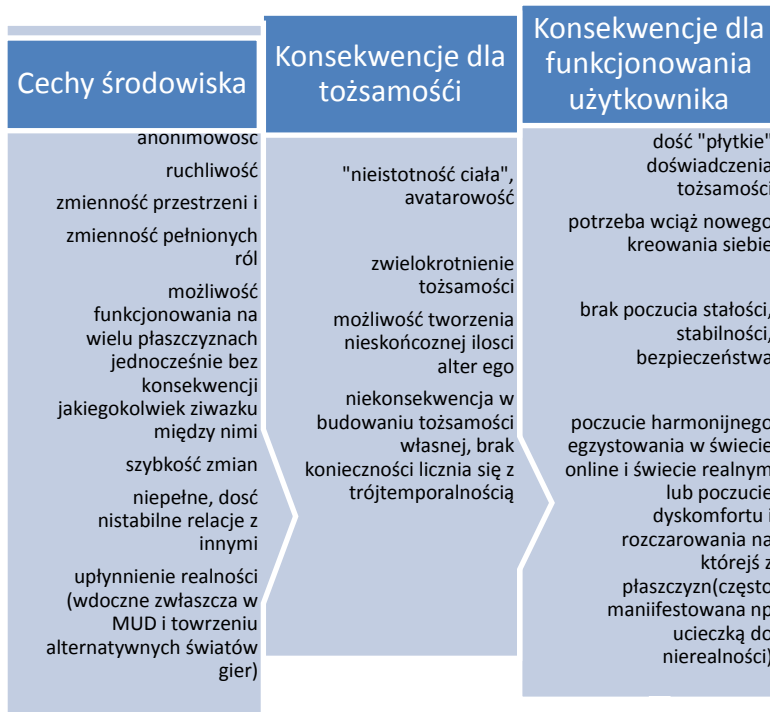 Cechy środowiska
anonimowość
ruchliwość
zmienność przestrzeni i
zmienność pełnionych
ról
możliwość
funkcjonowania na
wielu płaszczyznach
jednocześnie bez
konsekwencji
jakiegokolwiek ziwazku
między nimi
szybkość zmian
niepełne, dosć
nistabilne relacje z
innymi
upłynnienie realności
(wdoczne zwłaszcza w
MUD i towrzeniu
alternatywnych światów
gier)
Konsekwencje dla
tożsamośći
"nieistotność ciała",
avatarowość
zwielokrotnienie
tożsamości
możliwość tworzenia
nieskońcoznej ilosci
alter ego
niekonsekwencja w
budowaniu tożsamości
własnej, brak
konieczności licznia się z
trójtemporalnością
Konsekwencje dla
funkcjonowania
użytkownika
dość "płytkie"
doświadczenia
tożsamości
potrzeba wciąż nowego
kreowania siebie
brak poczucia stałości,
stabilności,
bezpieczeństwa
poczucie harmonijnego
egzystowania w świecie
online i świecie realnym
lub poczucie
dyskomfortu i
rozczarowania na
którejś z
płaszczyzn(często
maniifestowana np
ucieczką do
nierealności)